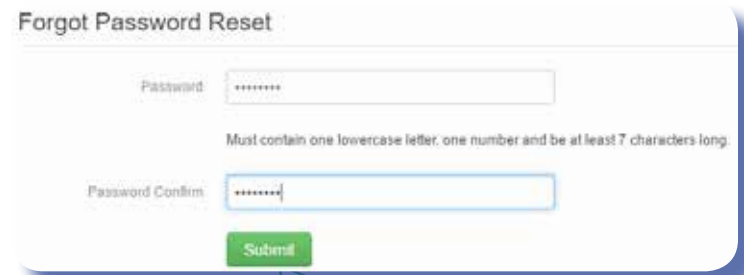 Forgot Password Reset
Password ••••••••
Must contain one lowercase letter, one number and be at least 7 characters long.
Password Confirm ••••••••
Submit